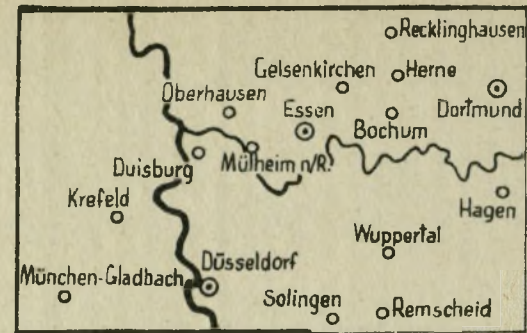 Recklinghausen
Gelsenkirchen
Herne
Oberhausen
Essen
Dortmund
Bochum
Duisburg
Mülheim n/R.
Krefeld
Hagen
Wuppertal
München-Gladbach
Düsseldorf
Solingen
Remscheid